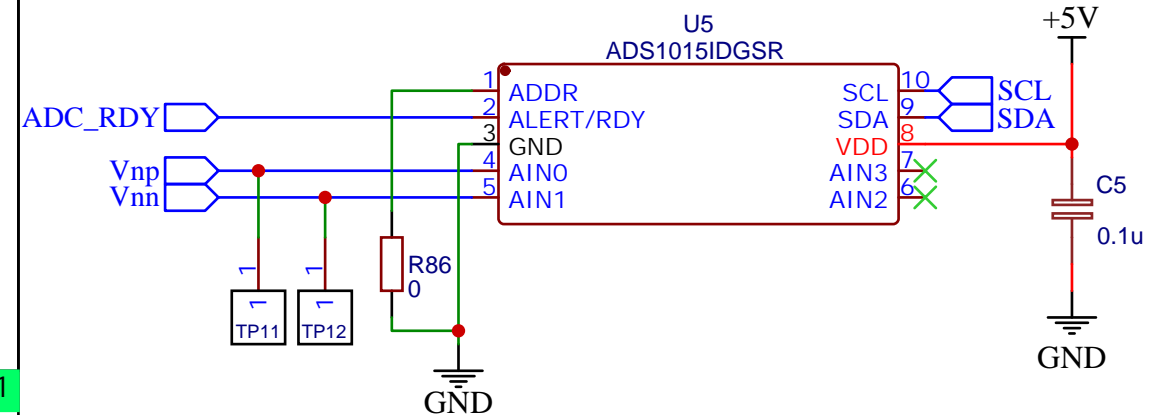 U5
ADS1015IDGSR
+5V
1 ADDR SCL 10 SCL
ADC_RDY 2 ALERT/RDY SDA 9 SDA
3 GND VDD 8
Vnp 4 AIN0 AIN3 7
Vnn 5 AIN1 AIN2 6
C5
0.1u
R86
0
1 1
1 1
TP11 TP12
GND
GND
1